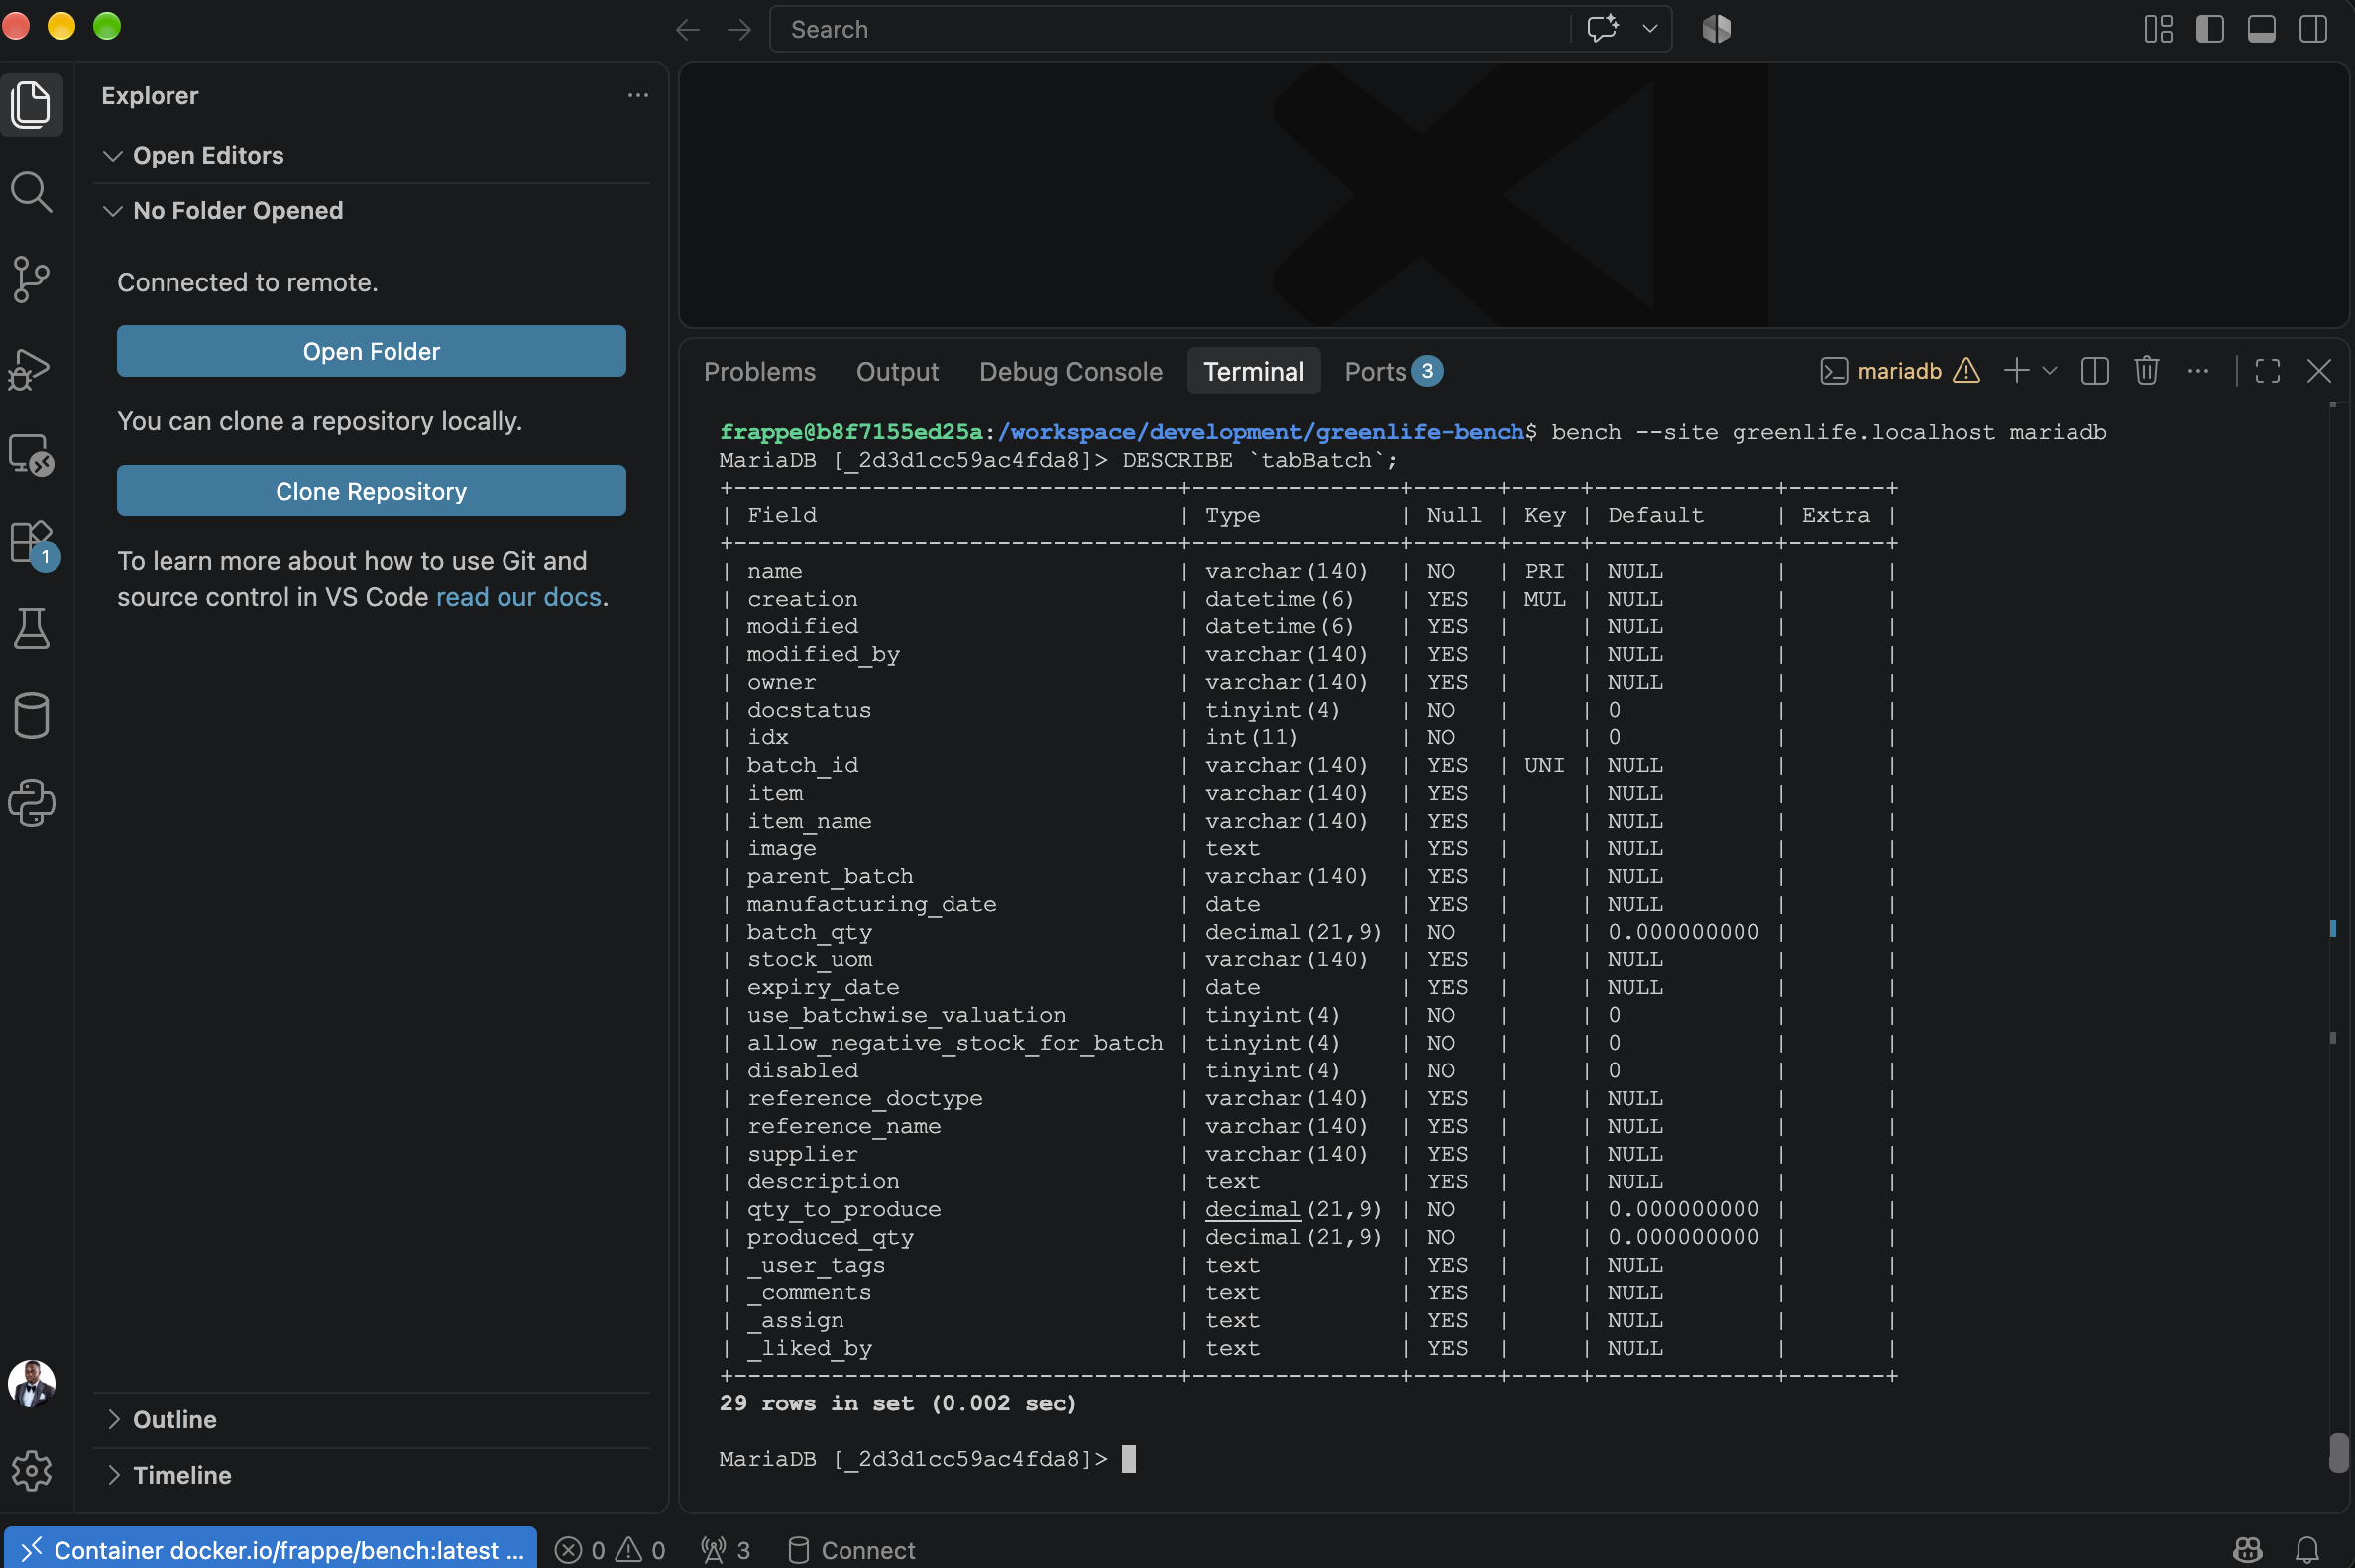 Search
Explorer
Open Editors
No Folder Opened
Connected to remote.
Open Folder
You can clone a repository locally.
Clone Repository
To learn more about how to use Git and
source control in VS Code read our docs.
1
Outline
Timeline
Problems Output Debug Console Terminal Ports 3
mariadb
frappe@b8f7155ed25a:/workspace/development/greenlife-bench$ bench --site greenlife.localhost mariadb
MariaDB [_2d3d1cc59ac4fda8]> DESCRIBE `tabBatch`;
+--------------------------------+---------------+------+-----+-------------+-------+
| Field | Type | Null | Key | Default | Extra |
+--------------------------------+---------------+------+-----+-------------+-------+
| name | varchar(140) | NO | PRI | NULL | |
| creation | datetime(6) | YES | MUL | NULL | |
| modified | datetime(6) | YES | | NULL | |
| modified_by | varchar(140) | YES | | NULL | |
| owner | varchar(140) | YES | | NULL | |
| docstatus | tinyint(4) | NO | | 0 | |
| idx | int(11) | NO | | 0 | |
| batch_id | varchar(140) | YES | UNI | NULL | |
| item | varchar(140) | YES | | NULL | |
| item_name | varchar(140) | YES | | NULL | |
| image | text | YES | | NULL | |
| parent_batch | varchar(140) | YES | | NULL | |
| manufacturing_date | date | YES | | NULL | |
| batch_qty | decimal(21,9) | NO | | 0.000000000 | |
| stock_uom | varchar(140) | YES | | NULL | |
| expiry_date | date | YES | | NULL | |
| use_batchwise_valuation | tinyint(4) | NO | | 0 | |
| allow_negative_stock_for_batch | tinyint(4) | NO | | 0 | |
| disabled | tinyint(4) | NO | | 0 | |
| reference_doctype | varchar(140) | YES | | NULL | |
| reference_name | varchar(140) | YES | | NULL | |
| supplier | varchar(140) | YES | | NULL | |
| description | text | YES | | NULL | |
| qty_to_produce | decimal(21,9) | NO | | 0.000000000 | |
| produced_qty | decimal(21,9) | NO | | 0.000000000 | |
| _user_tags | text | YES | | NULL | |
| _comments | text | YES | | NULL | |
| _assign | text | YES | | NULL | |
| _liked_by | text | YES | | NULL | |
+--------------------------------+---------------+------+-----+-------------+-------+
29 rows in set (0.002 sec)
MariaDB [_2d3d1cc59ac4fda8]>
Container docker.io/frappe/bench:latest ... 0 0 3 Connect